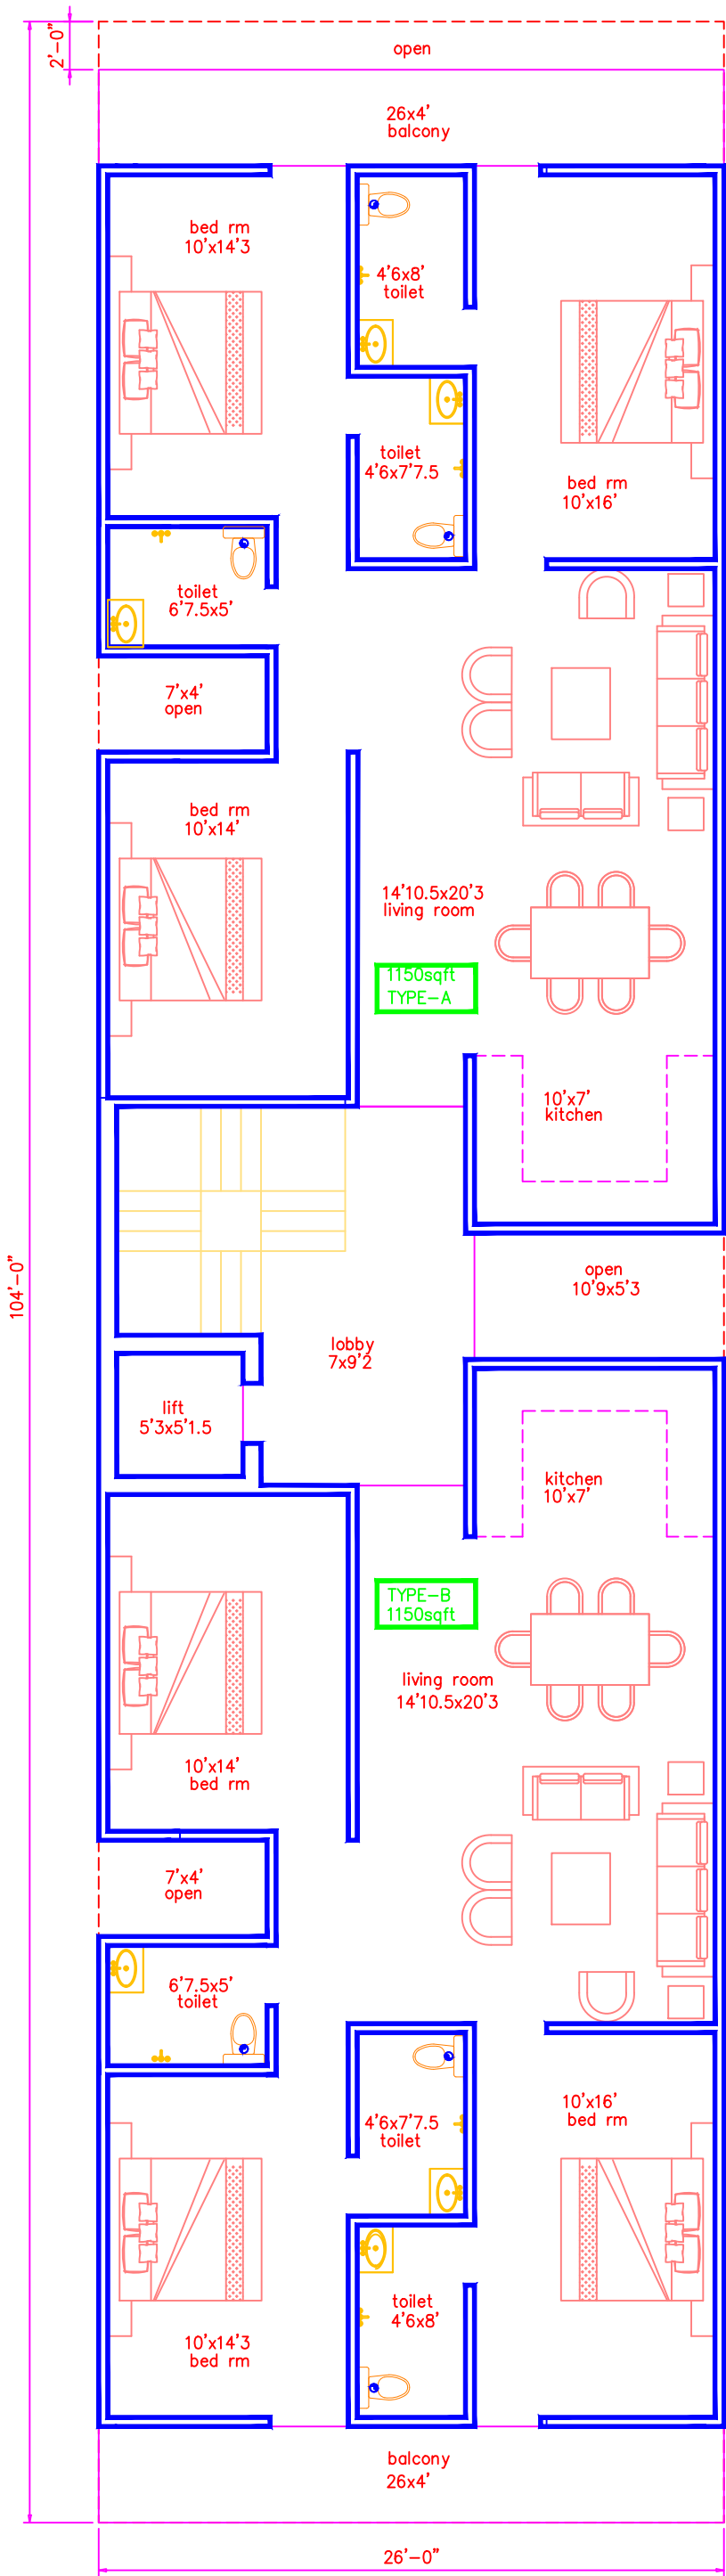 2'-0"
open
26x4'
balcony
bed rm
10'x14'3
4'6x8'
toilet
toilet
4'6x7'7.5
bed rm
10'x16'
toilet
6'7.5x5'
7'x4'
open
bed rm
10'x14'
14'10.5x20'3
living room
1150sqft
TYPE-A
10'x7'
kitchen
104'-0"
open
10'9x5'3
lobby
7x9'2
lift
5'3x5'1.5
kitchen
10'x7'
TYPE-B
1150sqft
living room
14'10.5x20'3
10'x14'
bed rm
7'x4'
open
6'7.5x5'
toilet
10'x16'
bed rm
4'6x7'7.5
toilet
toilet
4'6x8'
10'x14'3
bed rm
balcony
26x4'
26'-0"